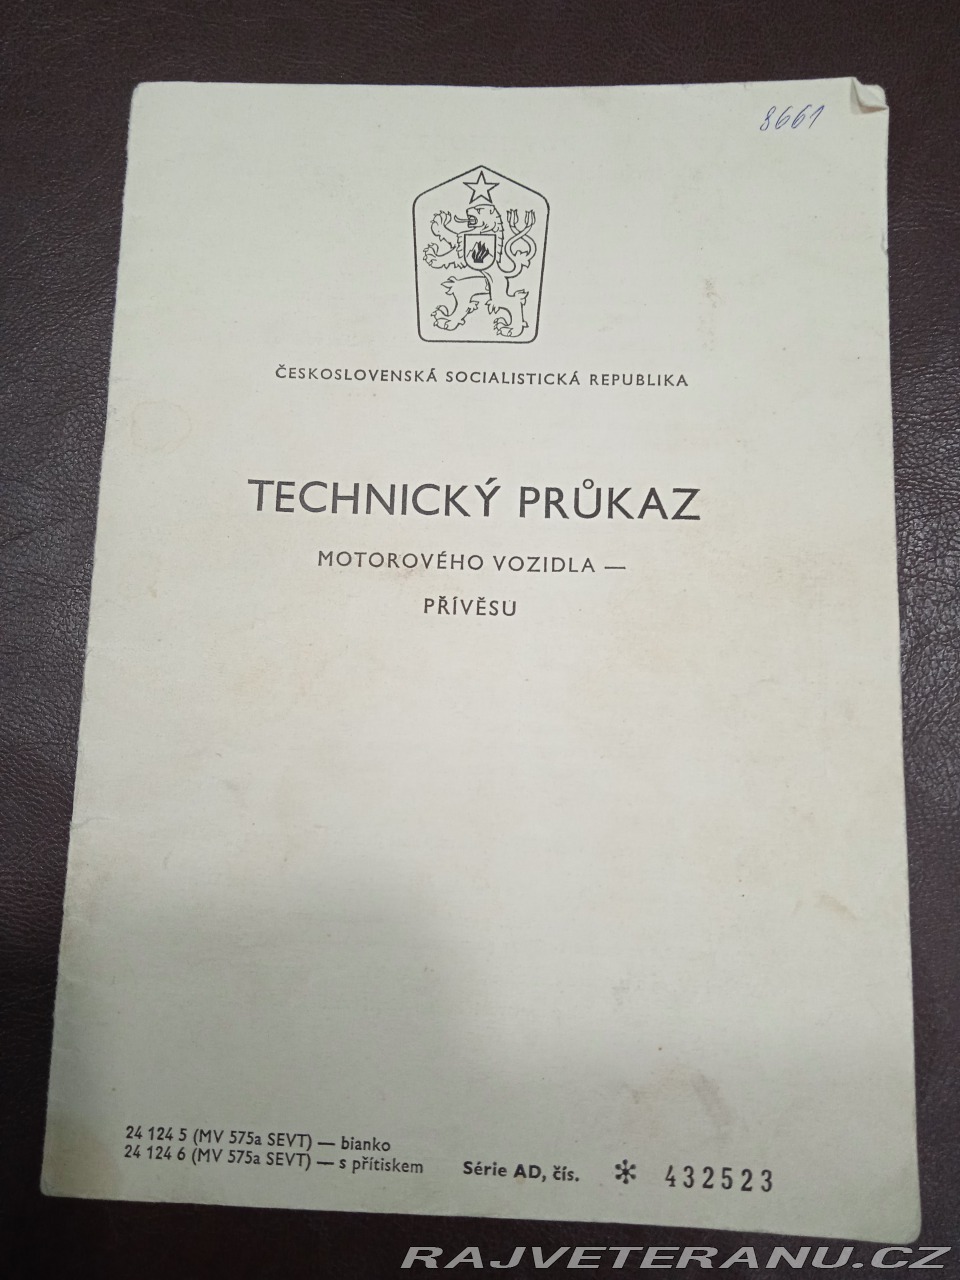 8661
ČESKOSLOVENSKÁ SOCIALISTICKÁ REPUBLIKA
TECHNICKÝ PRŮKAZ
MOTOROVÉHO VOZIDLA —
PŘÍVĚSU
24 124 5 (MV 575a SEVT) — bianko
24 124 6 (MV 575a SEVT) — s přítiskem
Série AD, čís. * 432523
RAJVETERANU.CZ